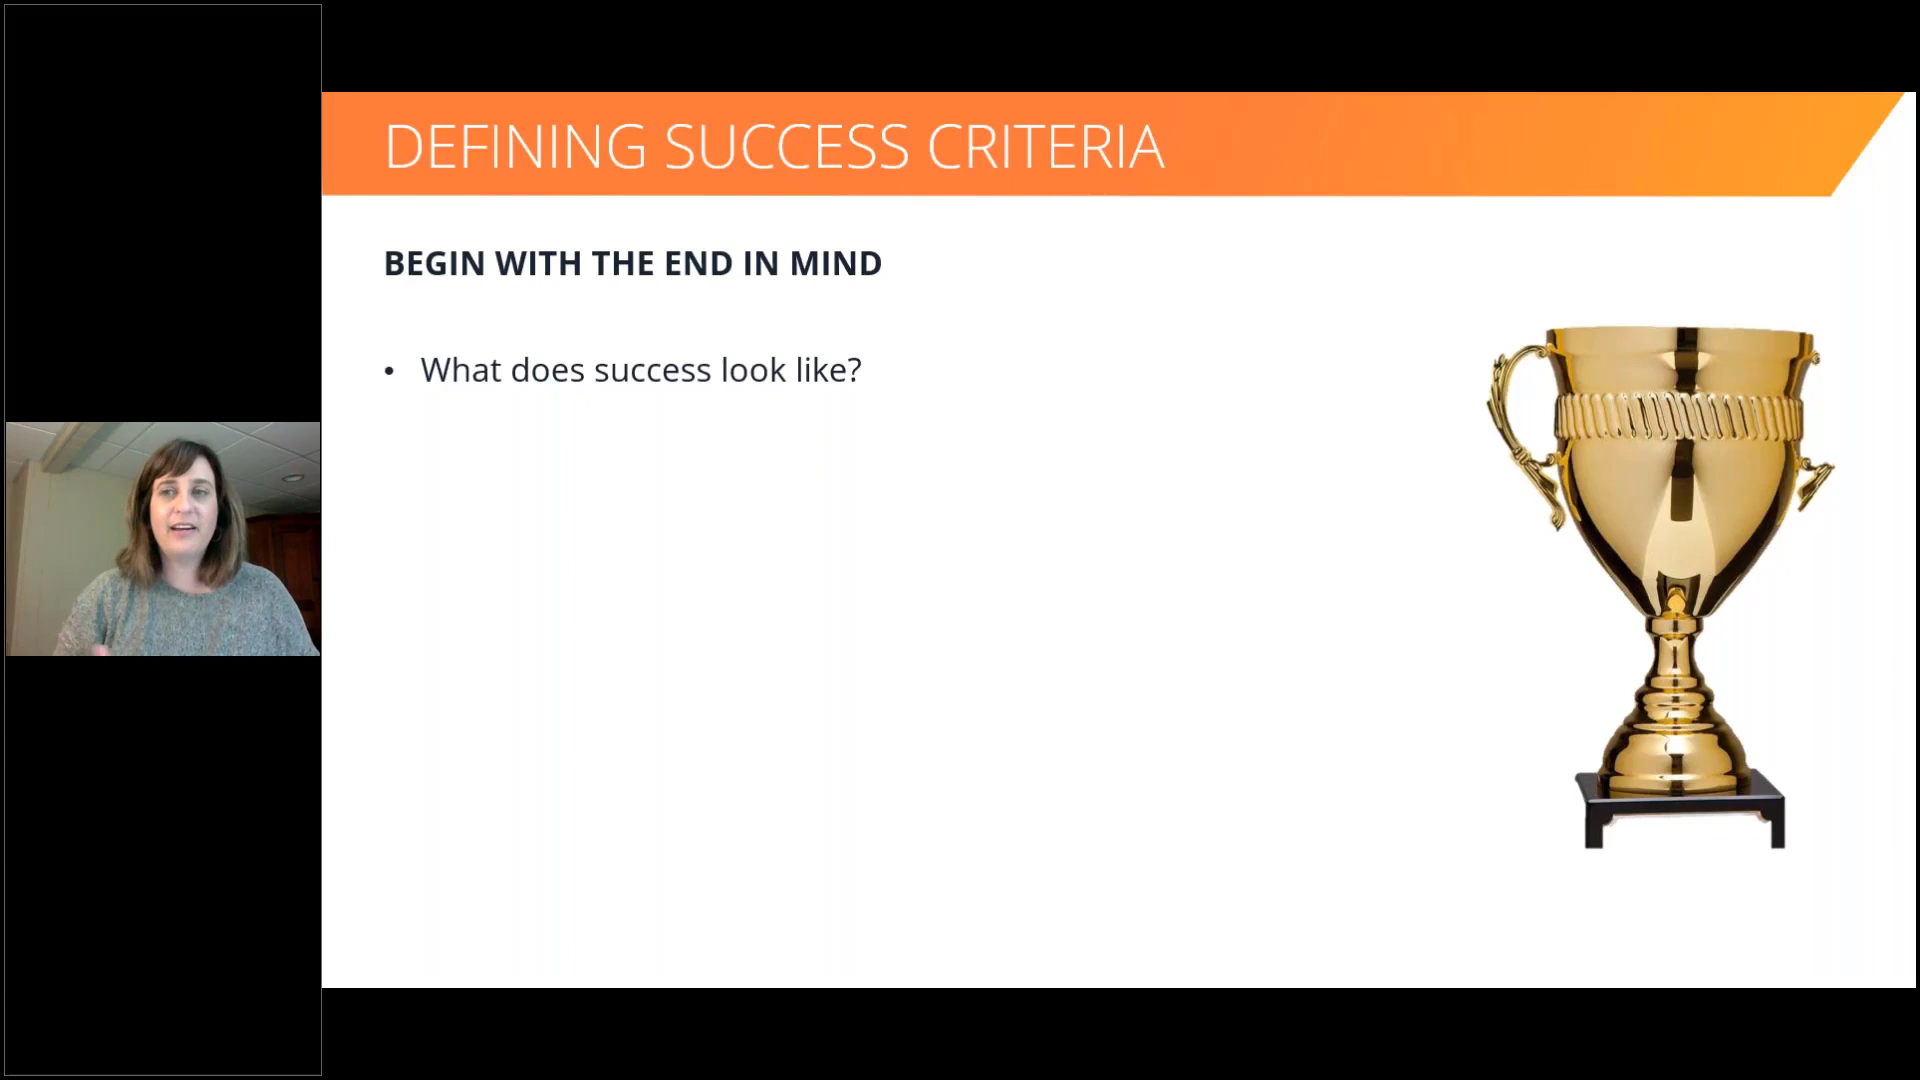 DEFINING SUCCESS CRITERIA
BEGIN WITH THE END IN MIND
• What does success look like?